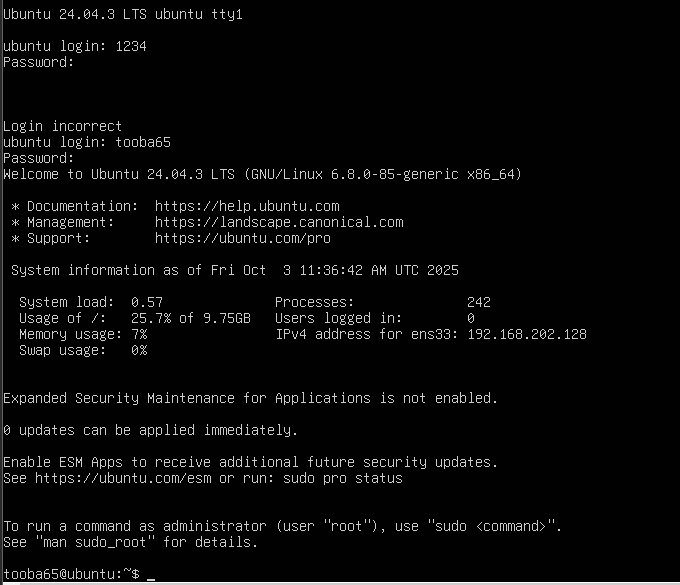 Ubuntu 24.04.3 LTS ubuntu tty1
ubuntu login: 1234
Password:
Login incorrect
ubuntu login: tooba65
Password:
Welcome to Ubuntu 24.04.3 LTS (GNU/Linux 6.8.0-85-generic x86_64)
* Documentation:  https://help.ubuntu.com
* Management:     https://landscape.canonical.com
* Support:        https://ubuntu.com/pro
System information as of Fri Oct  3 11:36:42 AM UTC 2025
System load:  0.57              Processes:              242
Usage of /:   25.7% of 9.75GB   Users logged in:        0
Memory usage: 7%                IPv4 address for ens33: 192.168.202.128
Swap usage:   0%
Expanded Security Maintenance for Applications is not enabled.
0 updates can be applied immediately.
Enable ESM Apps to receive additional future security updates.
See https://ubuntu.com/esm or run: sudo pro status
To run a command as administrator (user "root"), use "sudo <command>".
See "man sudo_root" for details.
tooba65@ubuntu:~$ _